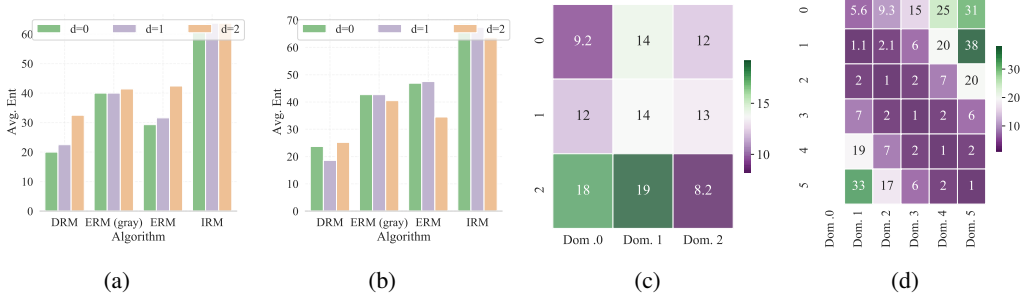 d=0 d=1 d=2
60
50
40
30
20
10
0
Avg. Ent
DRM ERM (gray) ERM IRM
Algorithm
(a)
d=0 d=1 d=2
70
60
50
40
30
20
10
0
Avg. Ent
DRM ERM (gray) ERM IRM
Algorithm
(b)
0 9.2 14 12
1 12 14 13
2 18 19 8.2
Dom .0 Dom. 1 Dom. 2
15
10
(c)
0 5.6 9.3 15 25 31
1 1.1 2.1 6 20 38
2 2 1 2 7 20
3 7 2 1 2 6
4 19 7 2 1 2
5 33 17 6 2 1
Dom .0 Dom. 1 Dom. 2 Dom. 3 Dom. 4 Dom. 5
30
20
10
(d)